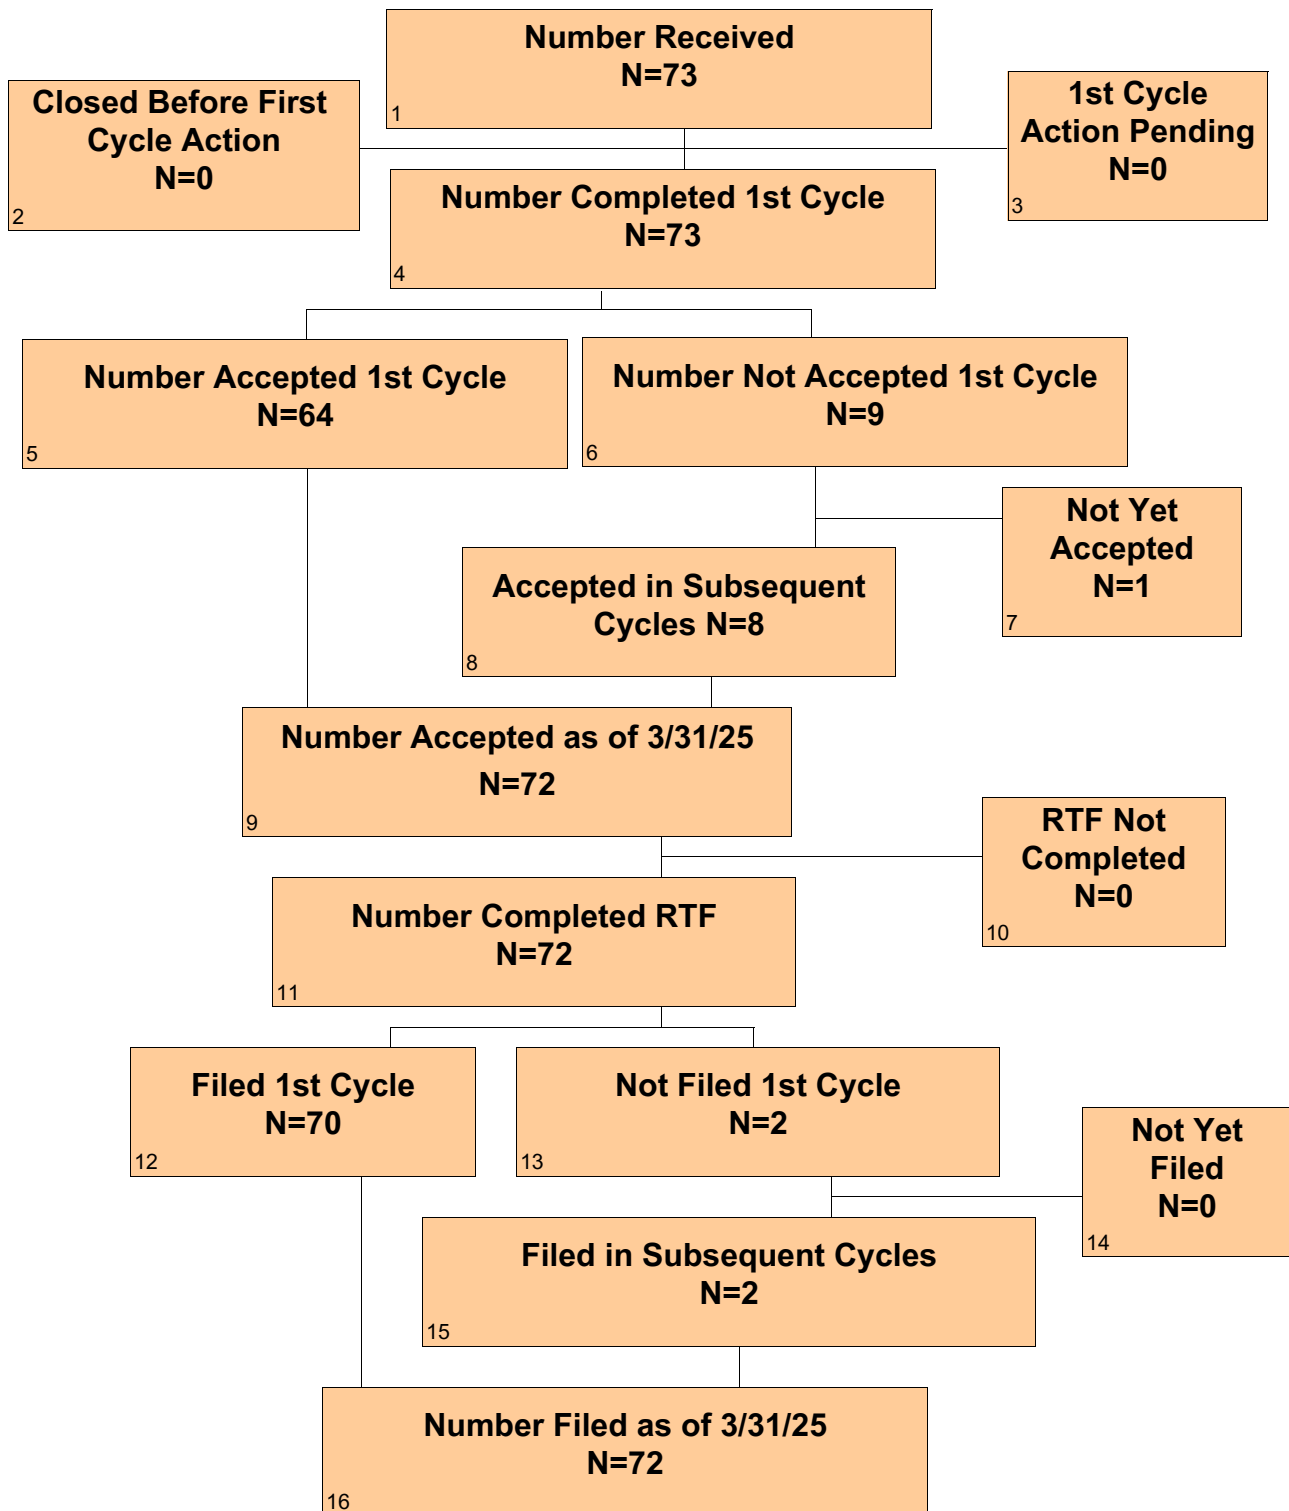 Number Received
N=73
1
Closed Before First
Cycle Action
N=0
2
1st Cycle
Action Pending
N=0
3
Number Completed 1st Cycle
N=73
4
Number Accepted 1st Cycle
N=64
5
Number Not Accepted 1st Cycle
N=9
6
Not Yet
Accepted
N=1
7
Accepted in Subsequent
Cycles N=8
8
Number Accepted as of 3/31/25
N=72
9
RTF Not
Completed
N=0
10
Number Completed RTF
N=72
11
Filed 1st Cycle
N=70
12
Not Filed 1st Cycle
N=2
13
Not Yet
Filed
N=0
14
Filed in Subsequent Cycles
N=2
15
Number Filed as of 3/31/25
N=72
16